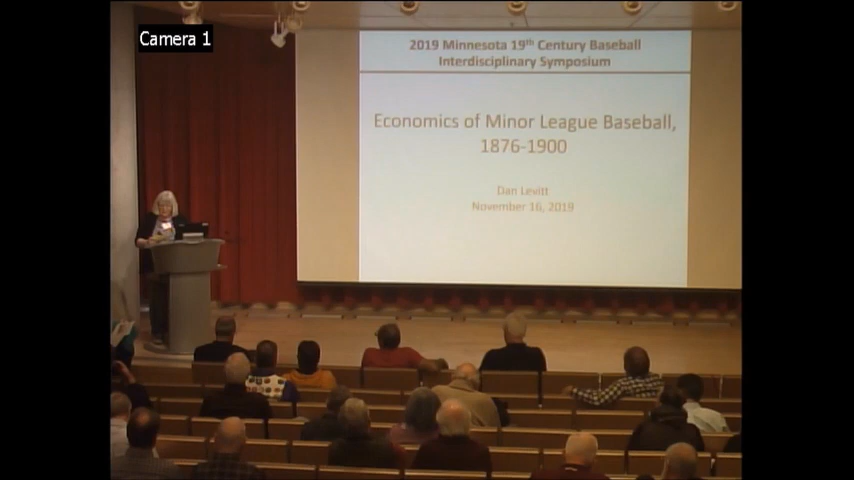 Camera 1
2019 Minnesota 19th Century Baseball
Interdisciplinary Symposium
Economics of Minor League Baseball,
1876-1900
Dan Levitt
November 16, 2019